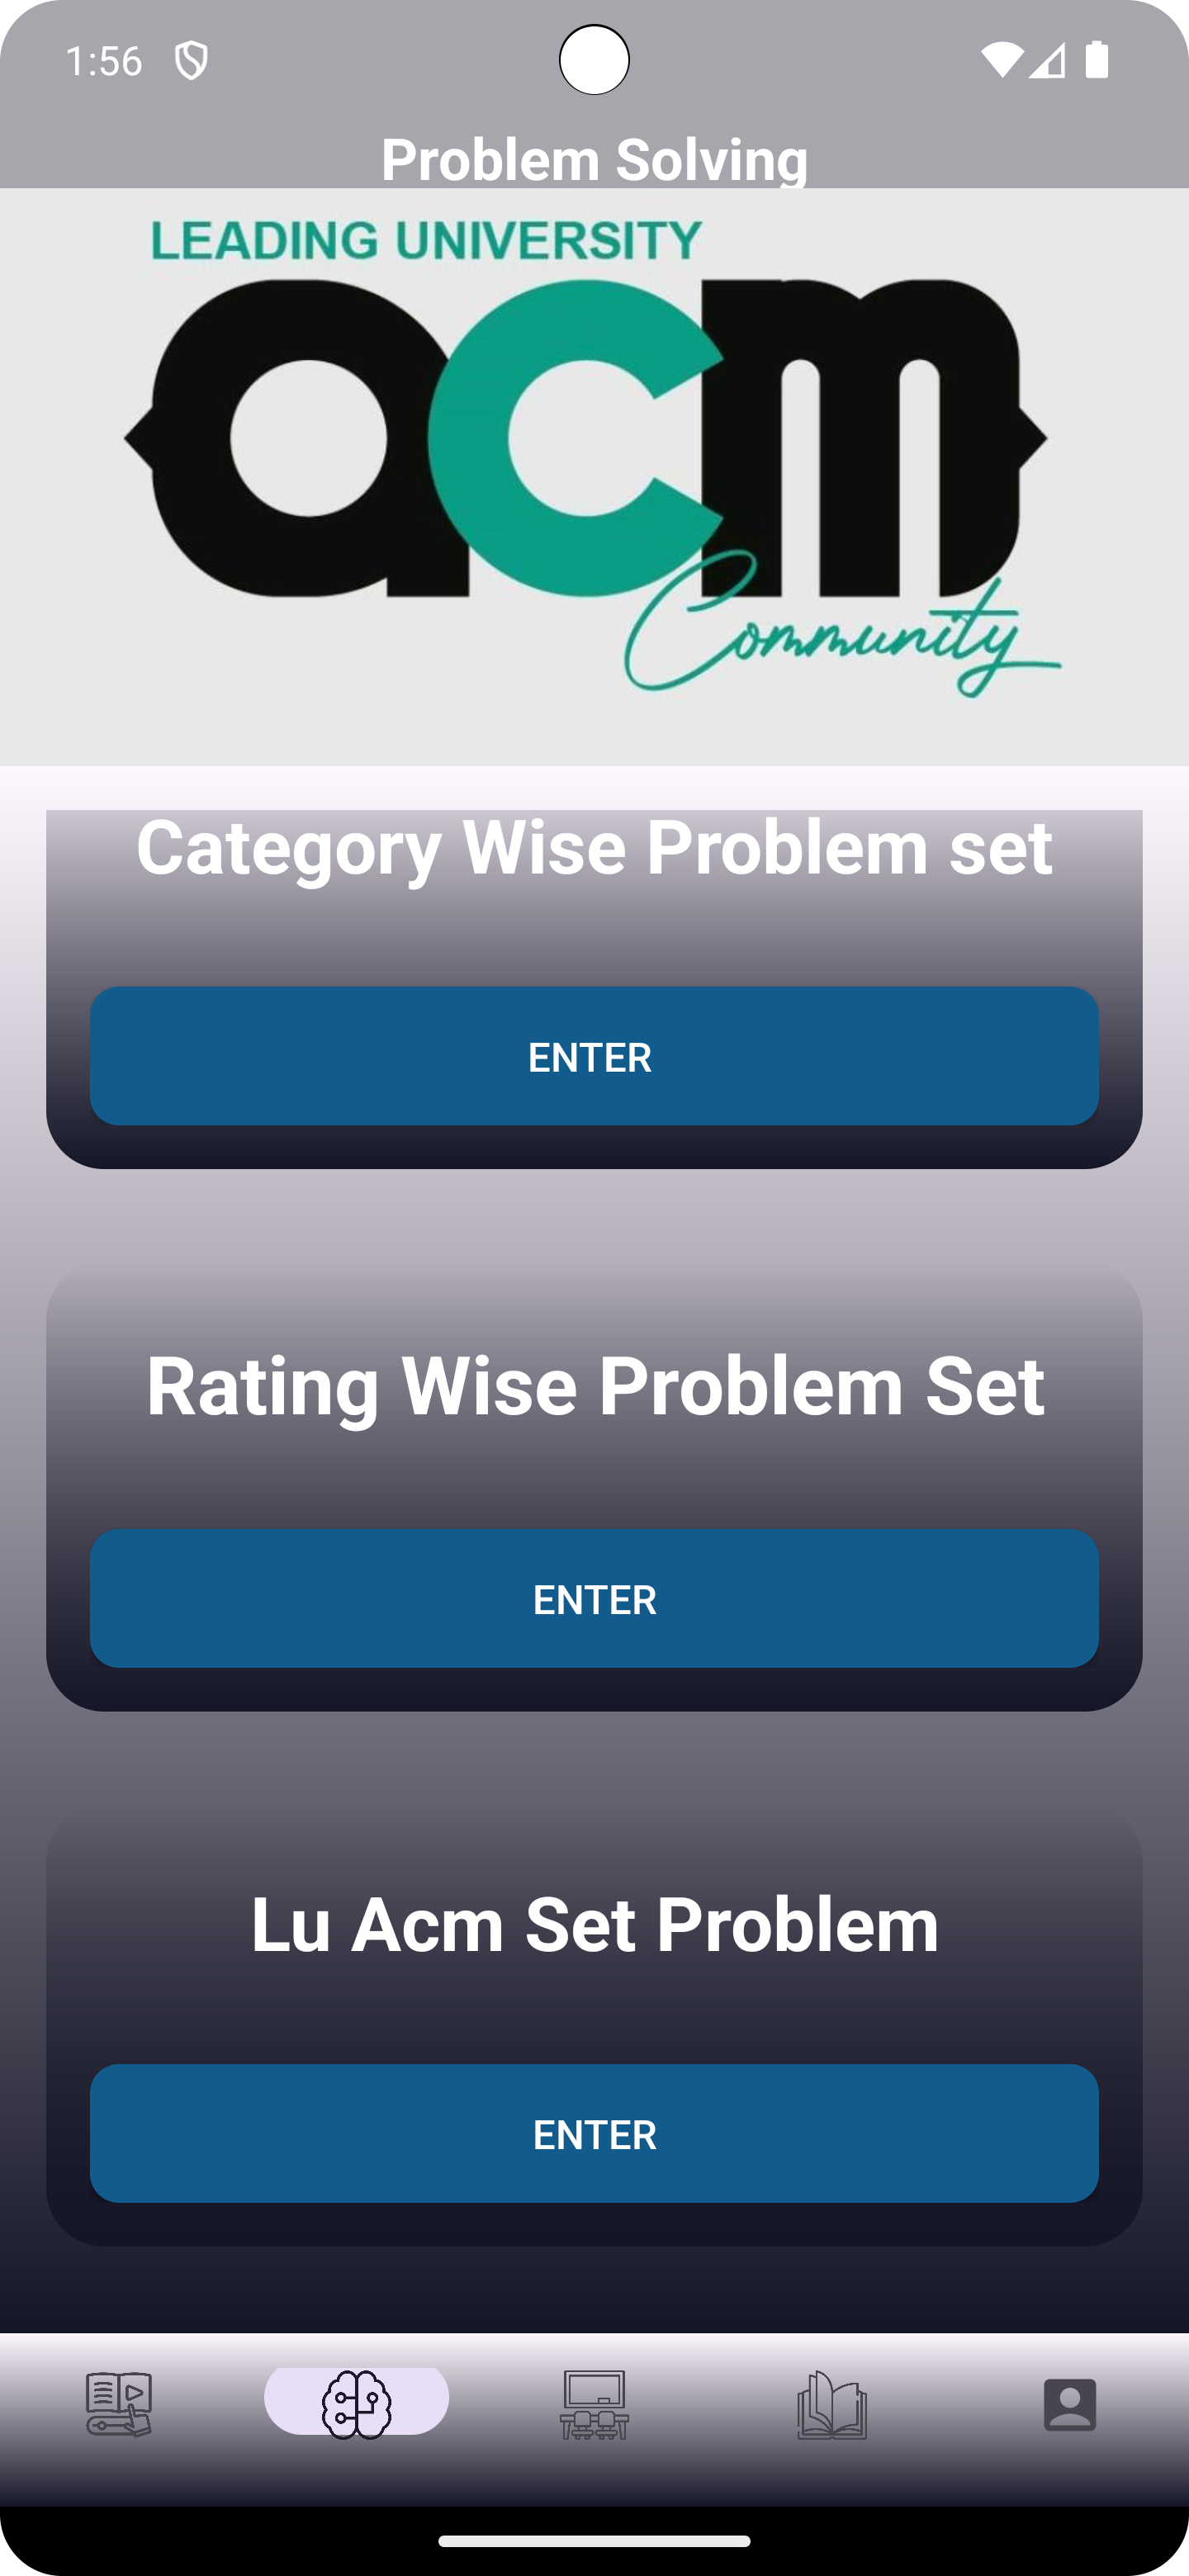 1:56
Problem Solving
LEADING UNIVERSITY
acm
Community
Category Wise Problem set
ENTER
Rating Wise Problem Set
ENTER
Lu Acm Set Problem
ENTER